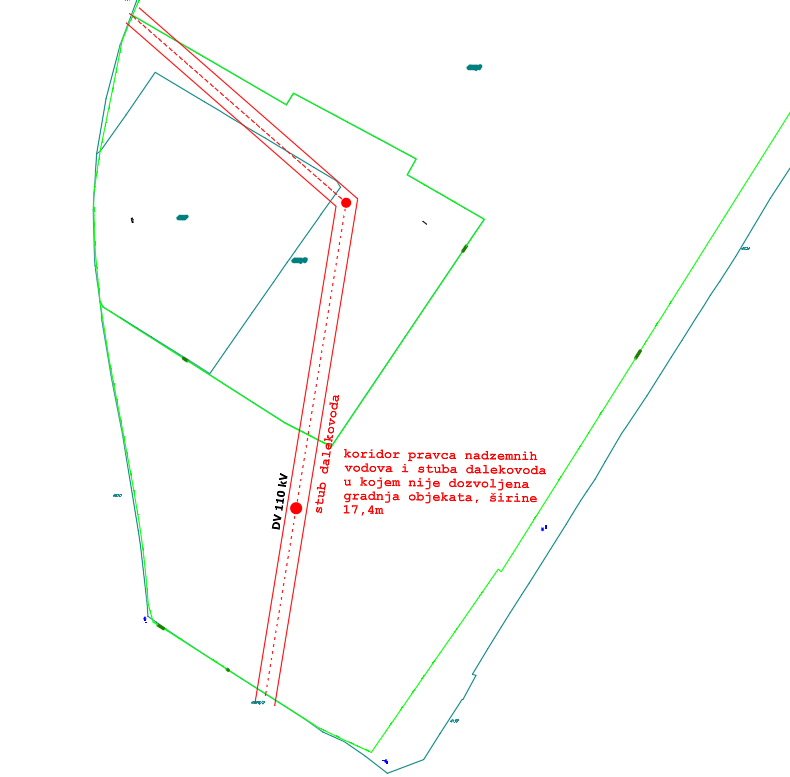 stub dalekovoda
DV 110 kV
koridor pravca nadzemnih
vodova i stuba dalekovoda
u kojem nije dozvoljena
gradnja objekata, širine
17,4m